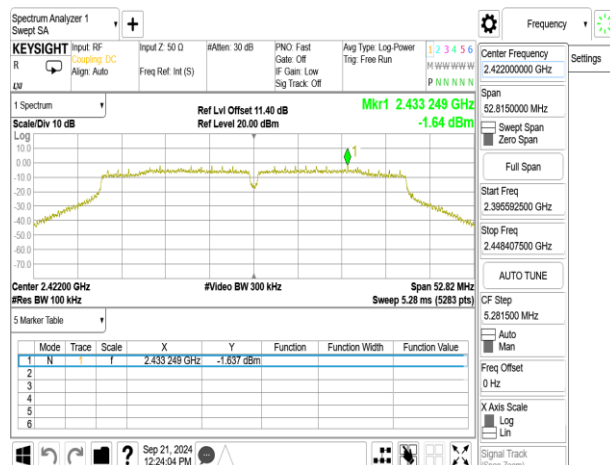 Spectrum Analyzer 1
Swept SA
Frequency
KEYSIGHT
R
Input: RF
Coupling: DC
Align: Auto
Input Z: 50 Ω
Freq Ref: Int (S)
#Atten: 30 dB
PNO: Fast
Gate: Off
IF Gain: Low
Sig Track: Off
Avg Type: Log-Power
Trig: Free Run
1 2 3 4 5 6
M W W W W W
P N N N N N
Center Frequency
2.422000000 GHz
Settings
Span
52.8150000 MHz
Swept Span
Zero Span
Full Span
Start Freq
2.395592500 GHz
Stop Freq
2.448407500 GHz
AUTO TUNE
CF Step
5.281500 MHz
Auto
Man
Freq Offset
0 Hz
X Axis Scale
Log
Lin
Signal Track
(Span Zoom)
1 Spectrum
Scale/Div 10 dB
Ref Lvl Offset 11.40 dB
Ref Level 20.00 dBm
Mkr1 2.433 249 GHz
-1.64 dBm
Log
10.0
0.00
-10.0
-20.0
-30.0
-40.0
-50.0
-60.0
-70.0
1
Center 2.42200 GHz
#Res BW 100 kHz
#Video BW 300 kHz
Span 52.82 MHz
Sweep 5.28 ms (5283 pts)
5 Marker Table
Mode Trace Scale X Y Function Function Width Function Value
1 N 1 f 2.433 249 GHz -1.637 dBm
2
3
4
5
6
?
Sep 21, 2024
12:24:04 PM